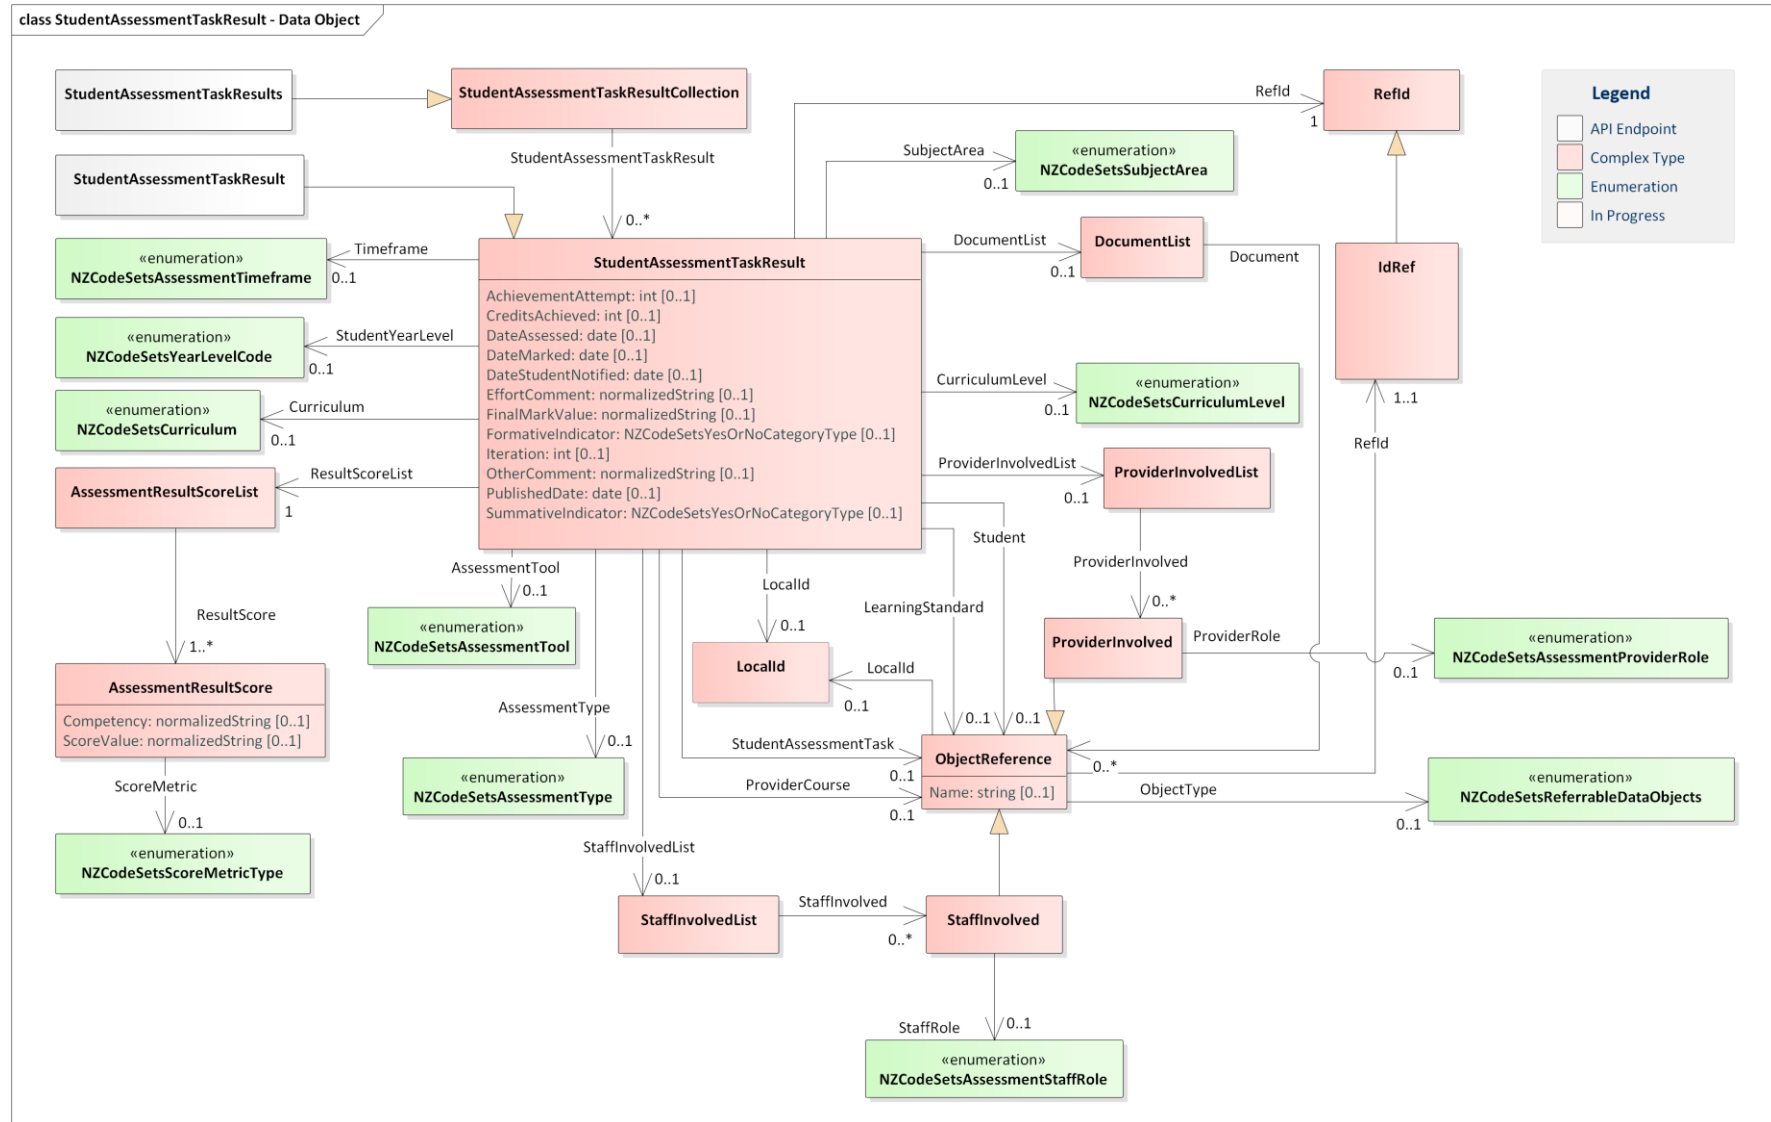 class StudentAssessmentTaskResult - Data Object
StudentAssessmentTaskResults
StudentAssessmentTaskResultCollection
RefId
1
RefId
Legend
API Endpoint
Complex Type
Enumeration
In Progress
StudentAssessmentTaskResult
0..*
StudentAssessmentTaskResult
SubjectArea
0..1
«enumeration»
NZCodeSetsSubjectArea
Timeframe
0..1
«enumeration»
NZCodeSetsAssessmentTimeframe
StudentAssessmentTaskResult
AchievementAttempt: int [0..1]
CreditsAchieved: int [0..1]
DateAssessed: date [0..1]
DateMarked: date [0..1]
DateStudentNotified: date [0..1]
EffortComment: normalizedString [0..1]
FinalMarkValue: normalizedString [0..1]
FormativeIndicator: NZCodeSetsYesOrNoCategoryType [0..1]
Iteration: int [0..1]
OtherComment: normalizedString [0..1]
PublishedDate: date [0..1]
SummativeIndicator: NZCodeSetsYesOrNoCategoryType [0..1]
DocumentList
0..1
DocumentList
Document
IdRef
StudentYearLevel
0..1
«enumeration»
NZCodeSetsYearLevelCode
Curriculum
0..1
«enumeration»
NZCodeSetsCurriculum
CurriculumLevel
0..1
«enumeration»
NZCodeSetsCurriculumLevel
1..1
RefId
ResultScoreList
1
AssessmentResultScoreList
ProviderInvolvedList
0..1
ProviderInvolvedList
Student
ProviderInvolved
0..*
AssessmentTool
0..1
«enumeration»
NZCodeSetsAssessmentTool
LocalId
0..1
LocalId
LearningStandard
LocalId
0..1
ProviderInvolved
ProviderRole
0..1
«enumeration»
NZCodeSetsAssessmentProviderRole
ResultScore
1..*
AssessmentResultScore
Competency: normalizedString [0..1]
ScoreValue: normalizedString [0..1]
AssessmentType
0..1
«enumeration»
NZCodeSetsAssessmentType
0..1
0..1
StudentAssessmentTask
0..1
ProviderCourse
0..1
ObjectReference
Name: string [0..1]
0..*
ObjectType
0..1
«enumeration»
NZCodeSetsReferrableDataObjects
ScoreMetric
0..1
«enumeration»
NZCodeSetsScoreMetricType
StaffInvolvedList
0..1
StaffInvolvedList
StaffInvolved
0..*
StaffInvolved
StaffRole
0..1
«enumeration»
NZCodeSetsAssessmentStaffRole